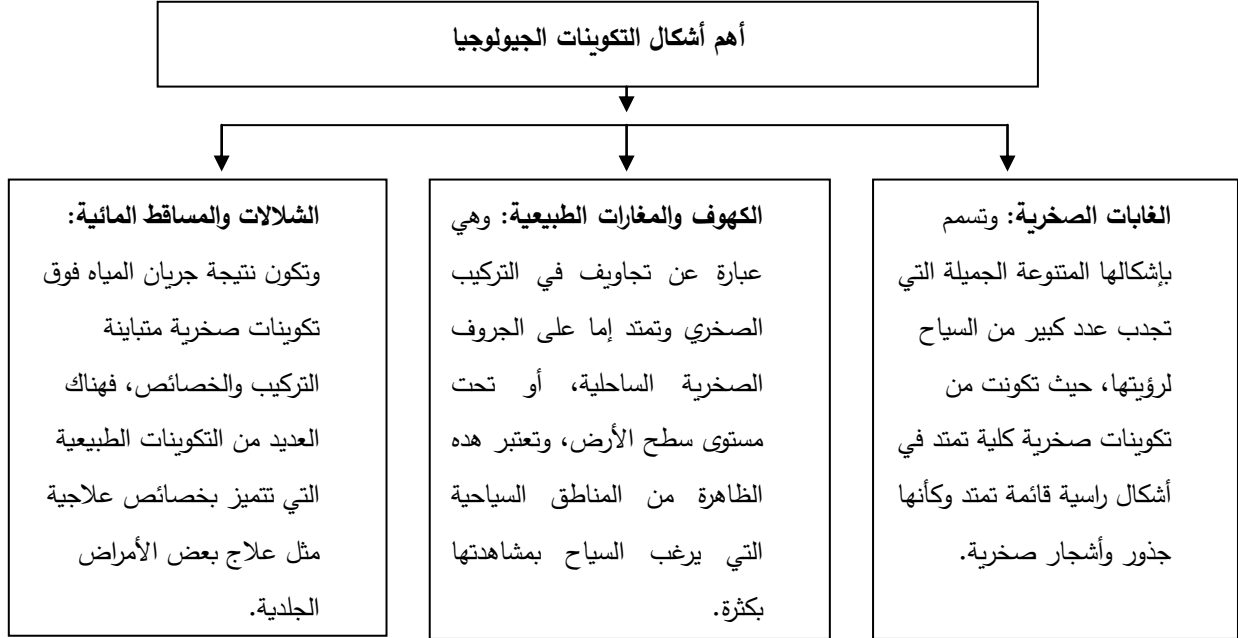 أهم أشكال التكوينات الجيولوجيا
الغابات الصخرية: وتسمم
بإشكالها المتنوعة الجميلة التي
تجدب عدد كبير من السياح
لرؤيتها، حيث تكونت من
تكوينات صخرية كلية تمتد في
أشكال راسية قائمة تمتد وكأنها
جذور وأشجار صخرية.
الكهوف والمغارات الطبيعية: وهي
عبارة عن تجاويف في التركيب
الصخري وتمتد إما على الجروف
الصخرية الساحلية، أو تحت
مستوى سطح الأرض، وتعتبر هده
الظاهرة من المناطق السياحية
التي يرغب السياح بمشاهدتها
بكثرة.
الشلالات والمساقط المائية:
وتكون نتيجة جريان المياه فوق
تكوينات صخرية متباينة
التركيب والخصائص، فهناك
العديد من التكوينات الطبيعية
التي تتميز بخصائص علاجية
مثل علاج بعض الأمراض
الجلدية.